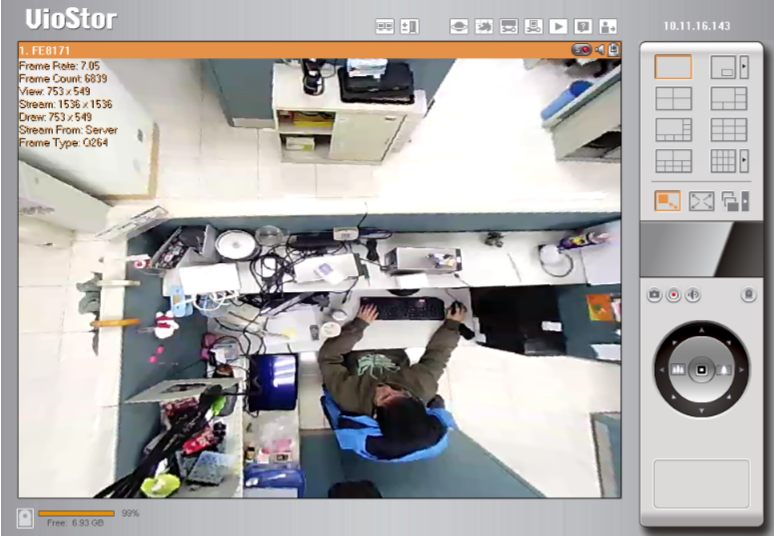 VioStor
10.11.16.143
1. FE8171
Frame Rate: 7.05
Frame Count: 6839
View: 753 x 549
Stream: 1536 x 1536
Draw: 753 x 549
Stream From: Server
Frame Type: Q264
99%
Free: 6.93 GB